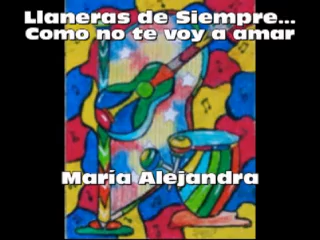 Llaneras de Siempre...
Como no te voy a amar
Maria Alejandra